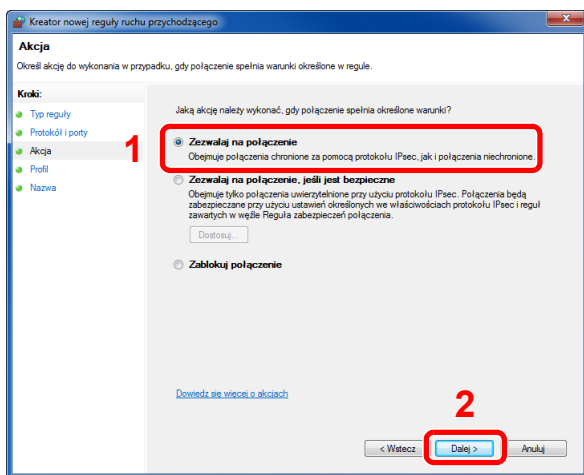 Kreator nowej reguły ruchu przychodzącego
Akcja
Określ akcję do wykonania w przypadku, gdy połączenie spełnia warunki określone w regule.
Kroki:
Typ reguły
Protokół i porty
Akcja
Profil
Nazwa
Jaką akcję należy wykonać, gdy połączenie spełnia określone warunki?
1
Zezwalaj na połączenie
Obejmuje połączenia chronione za pomocą protokołu IPsec, jak i połączenia niechronione.
Zezwalaj na połączenie, jeśli jest bezpieczne
Obejmuje tylko połączenia uwierzytelnione przy użyciu protokołu IPsec. Połączenia będą
zabezpieczane przy użyciu ustawień określonych we właściwościach protokołu IPsec i reguł
zawartych w węźle Reguła zabezpieczeń połączenia.
Dostosuj...
Zablokuj połączenie
Dowiedz się więcej o akcjach
2
< Wstecz
Dalej >
Anuluj